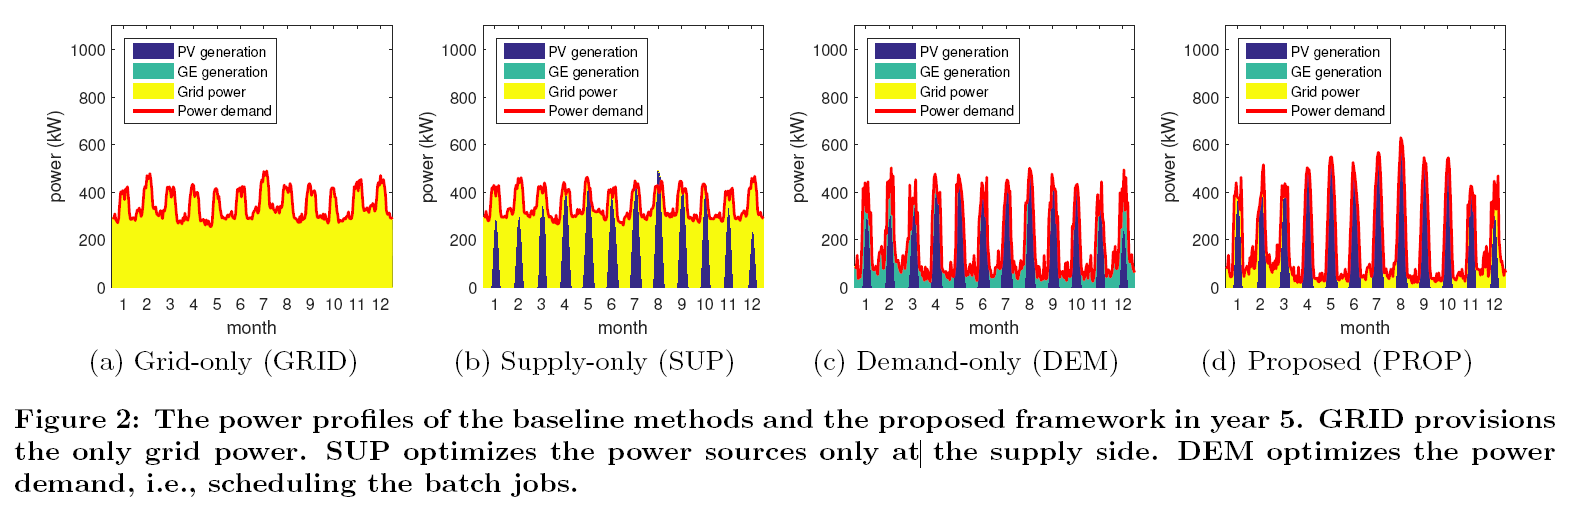 1000
800
600
400
200
0
power (kW)
PV generation
GE generation
Grid power
Power demand
1 2 3 4 5 6 7 8 9 10 11 12
month
(a) Grid-only (GRID)
1000
800
600
400
200
0
power (kW)
PV generation
GE generation
Grid power
Power demand
1 2 3 4 5 6 7 8 9 10 11 12
month
(b) Supply-only (SUP)
1000
800
600
400
200
0
power (kW)
PV generation
GE generation
Grid power
Power demand
1 2 3 4 5 6 7 8 9 10 11 12
month
(c) Demand-only (DEM)
1000
800
600
400
200
0
power (kW)
PV generation
GE generation
Grid power
Power demand
1 2 3 4 5 6 7 8 9 10 11 12
month
(d) Proposed (PROP)
Figure 2: The power profiles of the baseline methods and the proposed framework in year 5. GRID provisions
the only grid power. SUP optimizes the power sources only at the supply side. DEM optimizes the power
demand, i.e., scheduling the batch jobs.